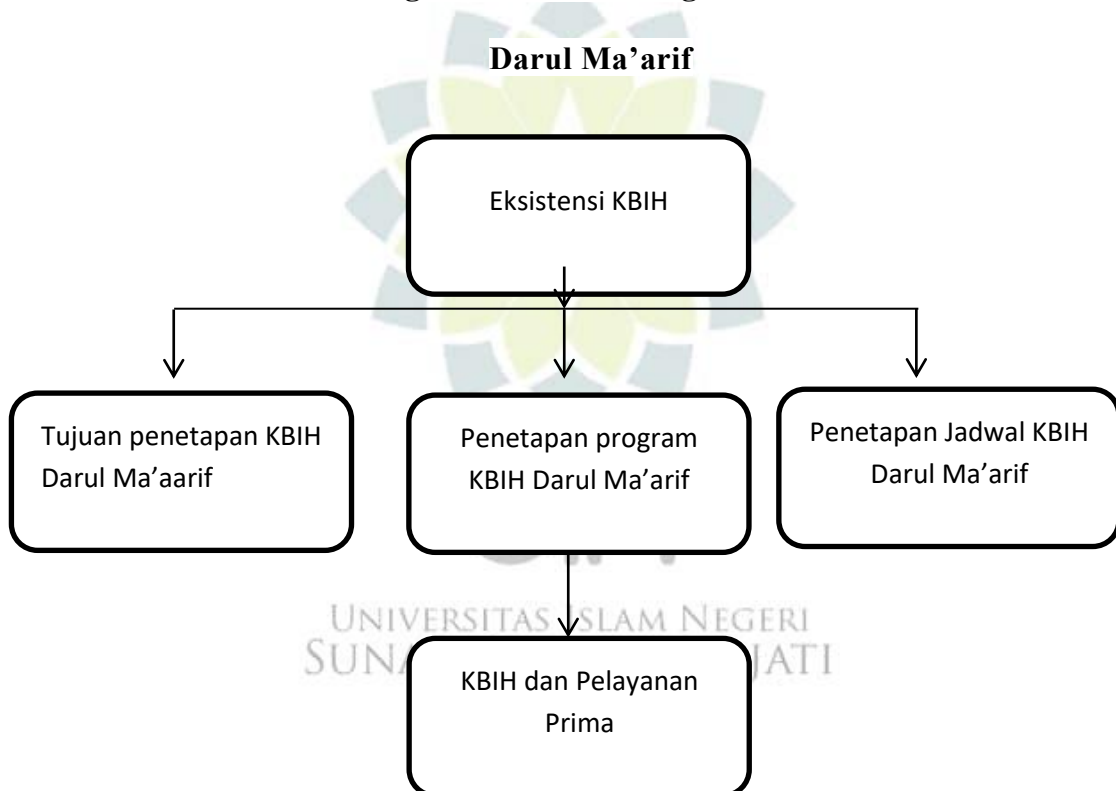 Darul Ma’arif
Eksistensi KBIH
Tujuan penetapan KBIH
Darul Ma’aarif
Penetapan program
KBIH Darul Ma’arif
Penetapan Jadwal KBIH
Darul Ma’arif
UNIVERSITAS ISLAM NEGERI
KBIH dan Pelayanan
Prima